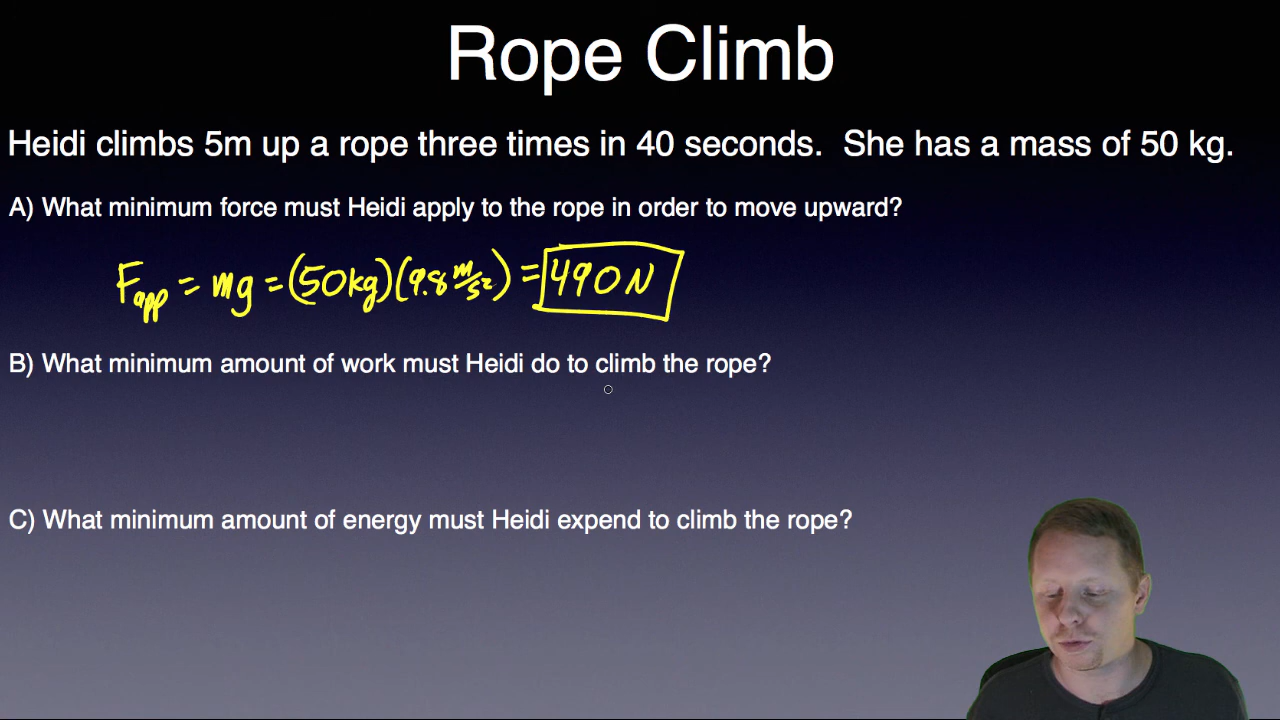 Rope Climb
Heidi climbs 5m up a rope three times in 40 seconds. She has a mass of 50 kg.
A) What minimum force must Heidi apply to the rope in order to move upward?
F_app = mg = (50kg)(9.8 m/s²) = 490 N
B) What minimum amount of work must Heidi do to climb the rope?
C) What minimum amount of energy must Heidi expend to climb the rope?